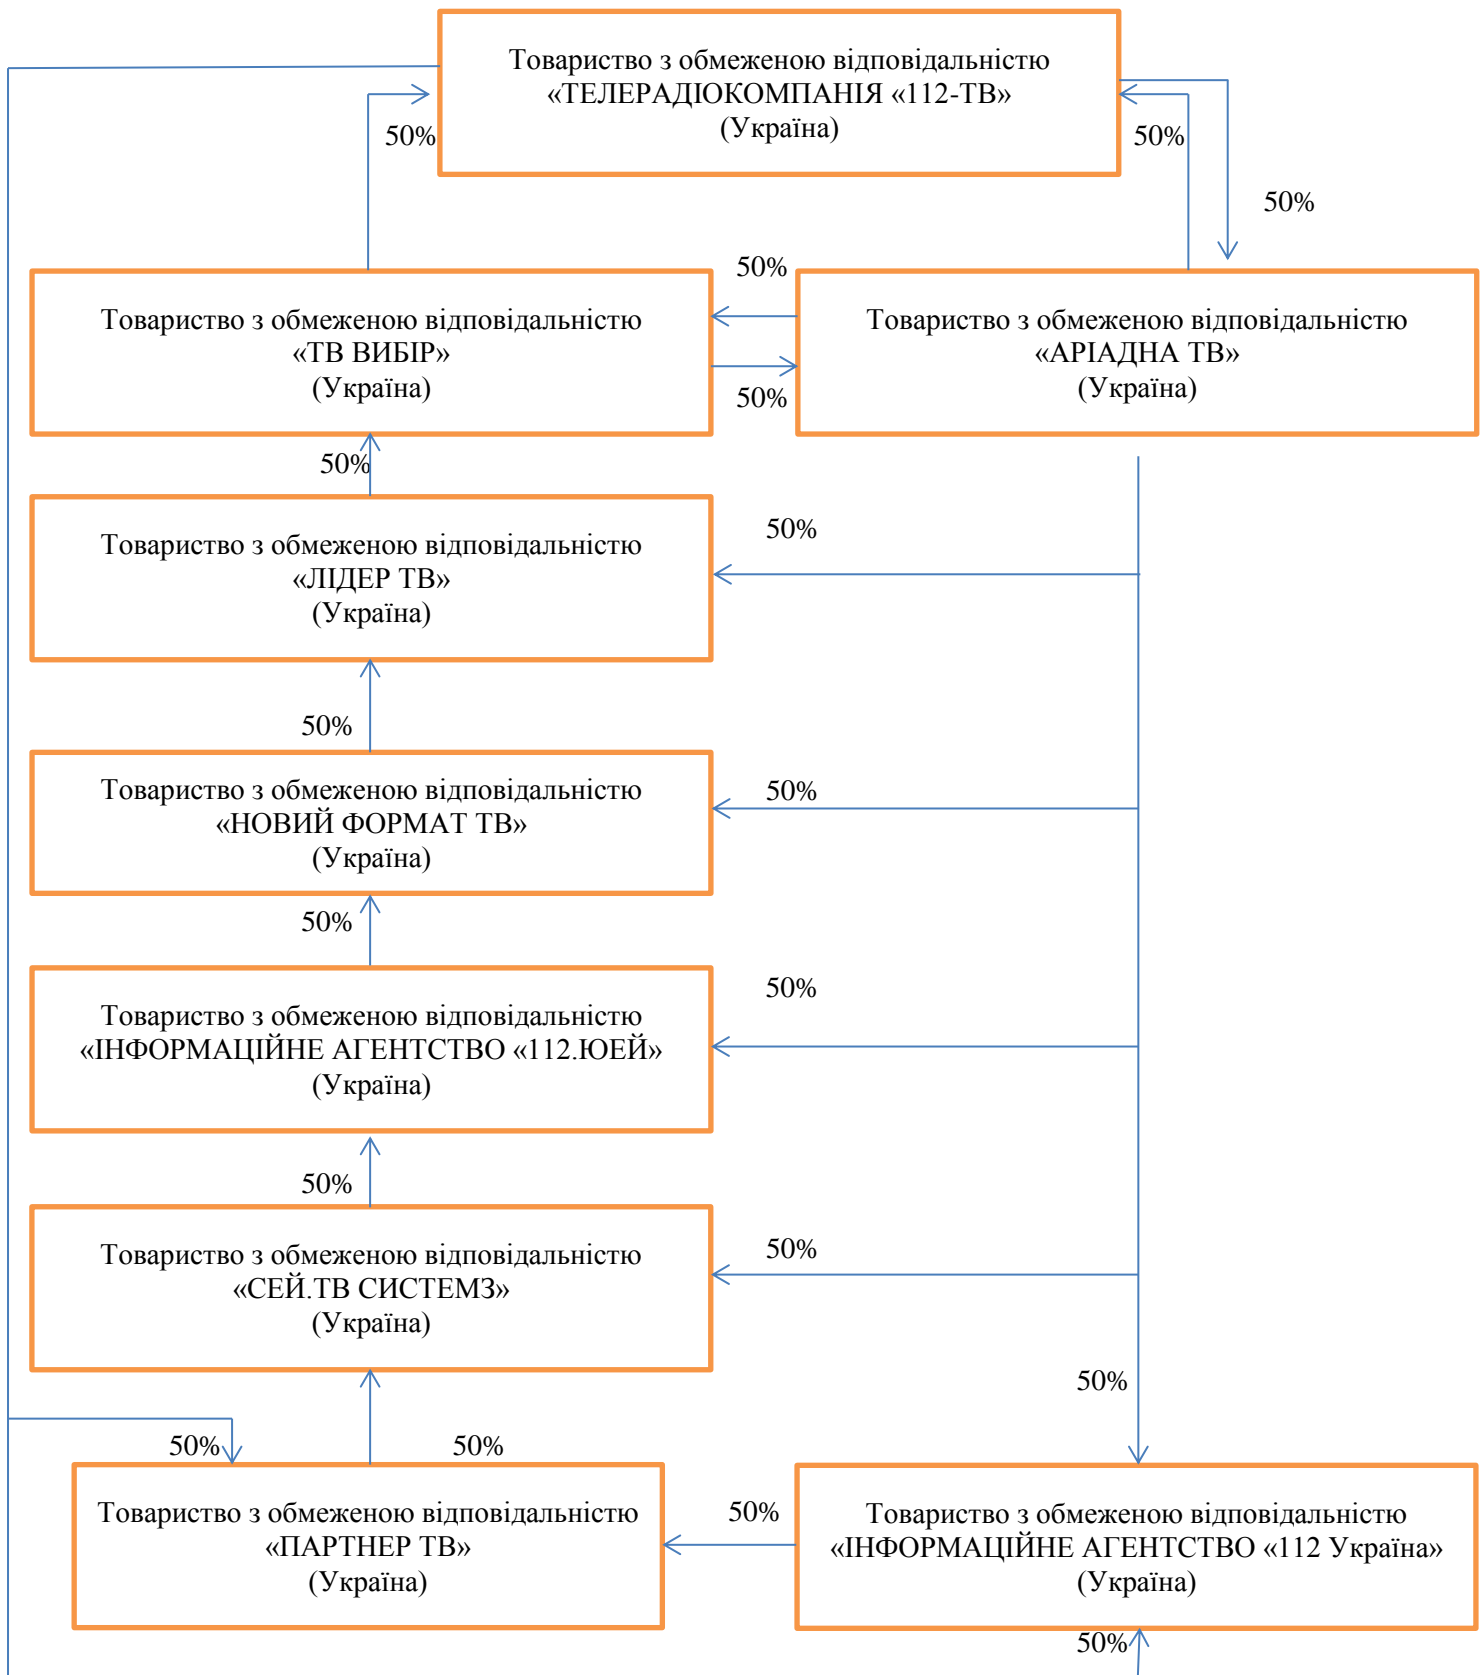 Товариство з обмеженою відповідальністю
«ТЕЛЕРАДІОКОМПАНІЯ «112-ТВ»
(Україна)
50%
50%
50%
50%
Товариство з обмеженою відповідальністю
«ТВ ВИБІР»
(Україна)
Товариство з обмеженою відповідальністю
«АРІАДНА ТВ»
(Україна)
50%
50%
50%
Товариство з обмеженою відповідальністю
«ЛІДЕР ТВ»
(Україна)
50%
50%
Товариство з обмеженою відповідальністю
«НОВИЙ ФОРМАТ ТВ»
(Україна)
50%
50%
Товариство з обмеженою відповідальністю
«ІНФОРМАЦІЙНЕ АГЕНТСТВО «112.ЮЕЙ»
(Україна)
50%
50%
Товариство з обмеженою відповідальністю
«СЕЙ.ТВ СИСТЕМЗ»
(Україна)
50%
50%
50%
50%
Товариство з обмеженою відповідальністю
«ПАРТНЕР ТВ»
(Україна)
50%
Товариство з обмеженою відповідальністю
«ІНФОРМАЦІЙНЕ АГЕНТСТВО «112 Україна»
(Україна)
50%